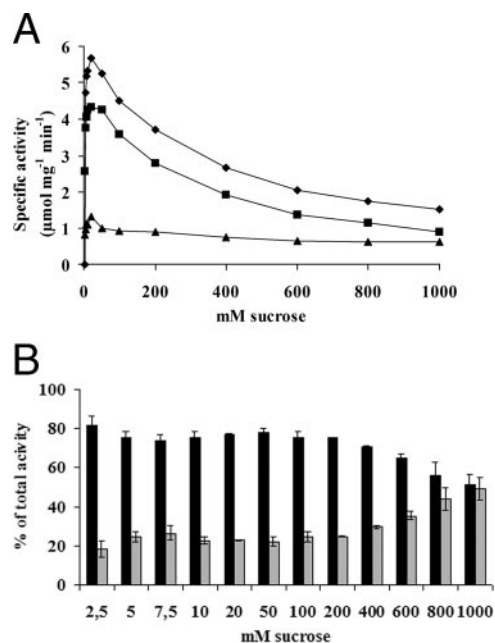 A
Specific activity
(µmol mg⁻¹ min⁻¹)
6
5
4
3
2
1
0
0 200 400 600 800 1000
mM sucrose
B
% of total acivity
100
80
60
40
20
0
2,5 5 7,5 10 20 50 100 200 400 600 800 1000
mM sucrose